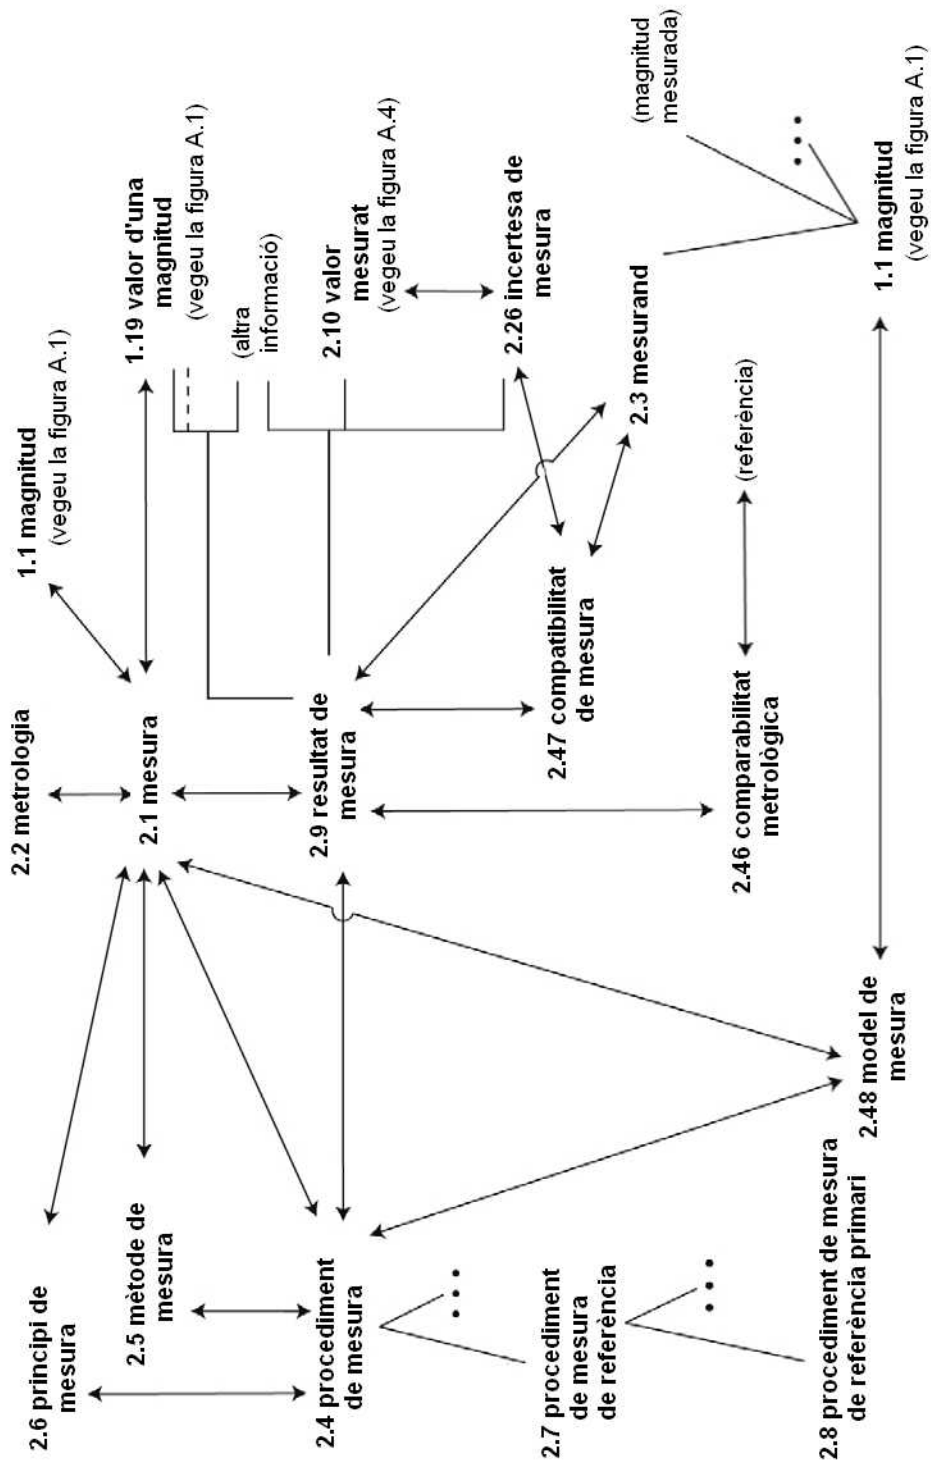 2.2 metrologia
1.1 magnitud
(vegeu la figura A.1)
2.6 principi de
mesura
2.5 mètode de
mesura
2.1 mesura
1.19 valor d'una
magnitud
(vegeu la figura A.1)
(altra
informació)
2.4 procediment
de mesura
2.9 resultat de
mesura
2.10 valor
mesurat
(vegeu la figura A.4)
2.26 incertesa de
mesura
2.7 procediment
de mesura
de referència
2.47 compatibilitat
de mesura
2.3 mesurand
(magnitud
mesurada)
2.46 comparabilitat
metrològica
(referència)
2.8 procediment de mesura
de referència primari
2.48 model de
mesura
1.1 magnitud
(vegeu la figura A.1)